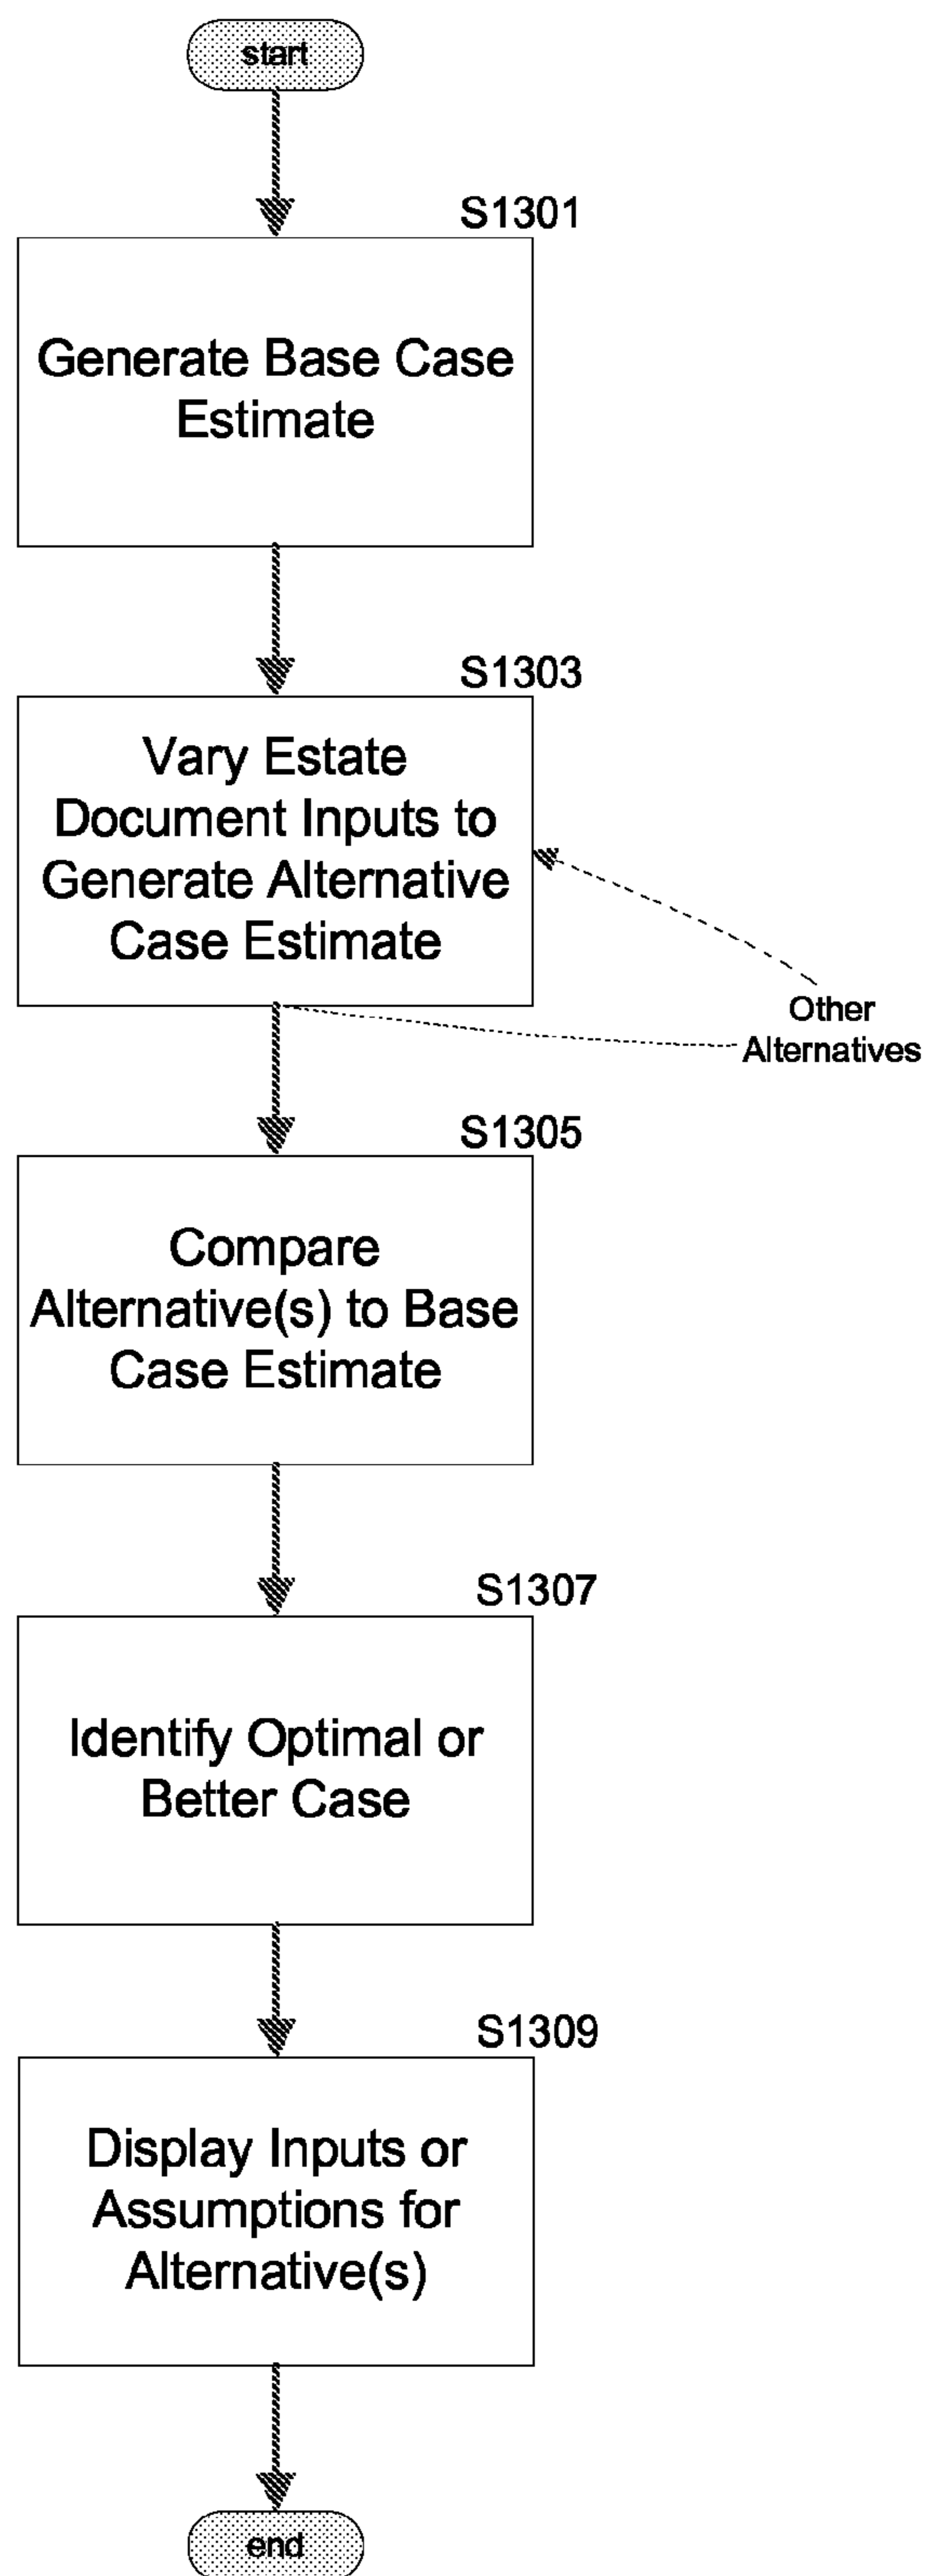 start
S1301
Generate Base Case
Estimate
S1303
Vary Estate
Document Inputs to
Generate Alternative
Case Estimate
Other
Alternatives
S1305
Compare
Alternative(s) to Base
Case Estimate
S1307
Identify Optimal or
Better Case
S1309
Display Inputs or
Assumptions for
Alternative(s)
end